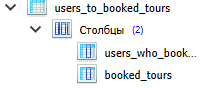 users_to_booked_tours
Столбцы (2)
users_who_book...
booked_tours